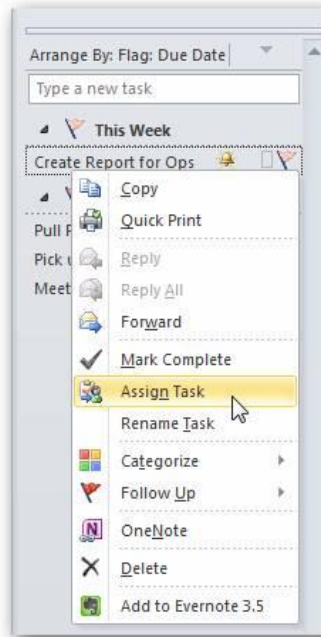 Arrange By: Flag: Due Date
Type a new task
This Week
Create Report for Ops
Copy
Quick Print
Pull
Reply
Pick
Reply All
Meet
Forward
Mark Complete
Assign Task
Rename Task
Categorize
Follow Up
OneNote
Delete
Add to Evernote 3.5